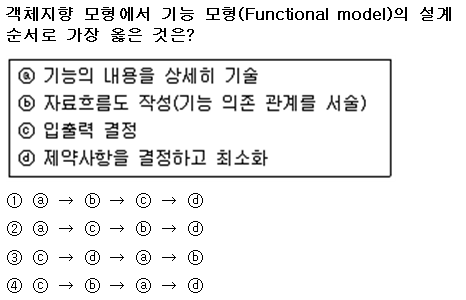 객체지향 모형에서 기능 모형(Functional model)의 설계
순서로 가장 옳은 것은?
ⓐ 기능의 내용을 상세히 기술
ⓑ 자료흐름도 작성(기능 의존 관계를 서술)
ⓒ 입출력 결정
ⓓ 제약사항을 결정하고 최소화
① ⓐ → ⓑ → ⓒ → ⓓ
② ⓐ → ⓒ → ⓑ → ⓓ
③ ⓒ → ⓓ → ⓐ → ⓑ
④ ⓒ → ⓑ → ⓐ → ⓓ